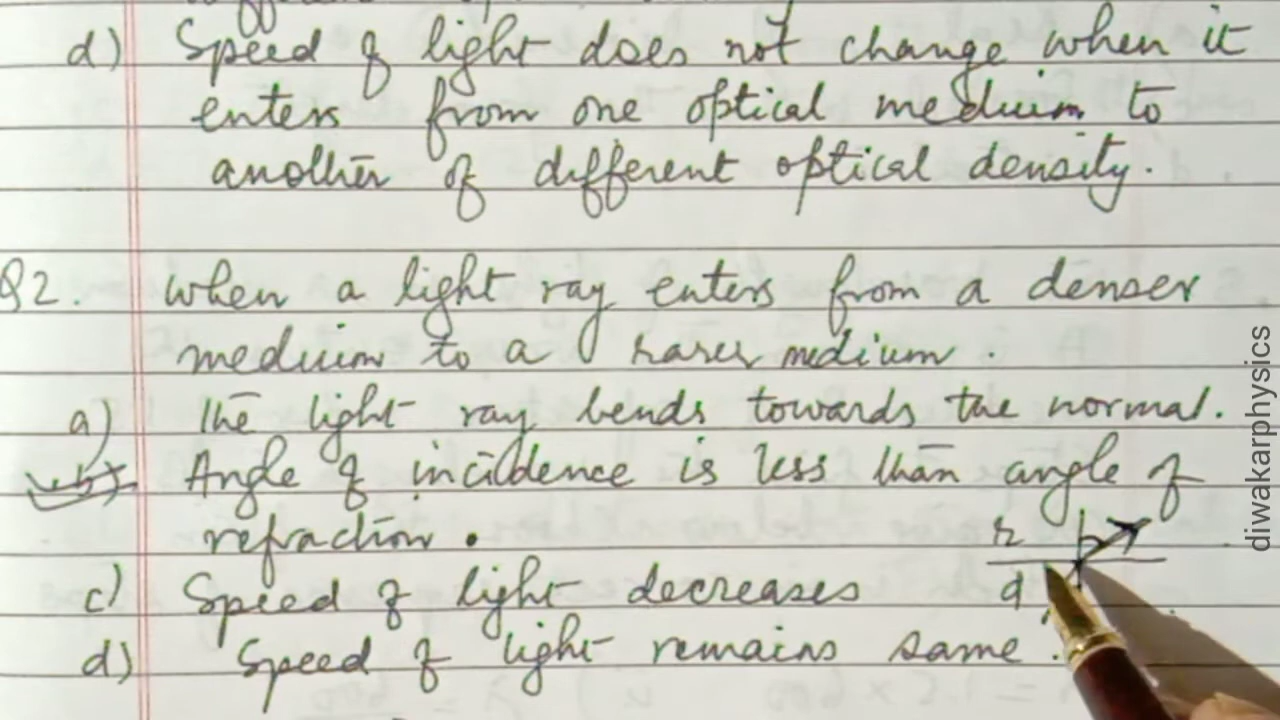 d) Speed of light does not change when it
enters from one optical medium to
another of different optical density.
Q2. When a light ray enters from a denser
medium to a rarer medium.
a) The light ray bends towards the normal.
b) Angle of incidence is less than angle of
refraction.
r
c) Speed of light decreases
d
d) Speed of light remains same.
diwakarphysics